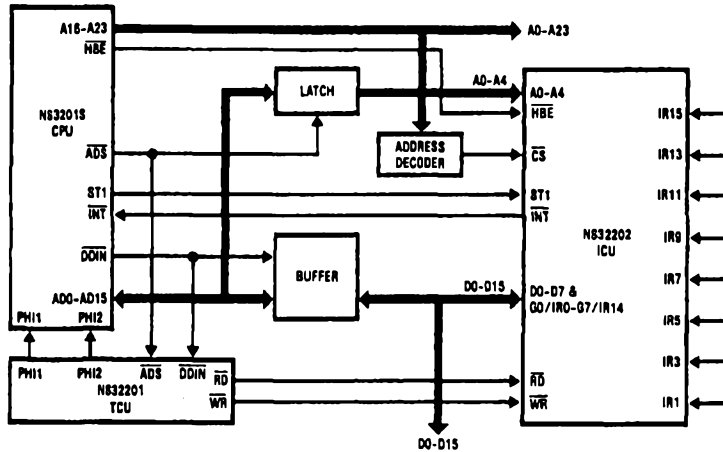 A16-A23
HBE
NS32016
CPU
ADS
ST1
INT
DDIN
AD0-AD15
PHI1 PHI2
PHI1 PHI2 ADS DDIN RD
WR
NS32201
TCU
LATCH
ADDRESS
DECODER
BUFFER
A0-A23
A0-A4
D0-D15
D0-D15
A0-A4
HBE
CS
ST1
INT
NS32202
ICU
D0-D7 &
G0/IR0-G7/IR14
RD
WR
IR15
IR13
IR11
IR9
IR7
IR5
IR3
IR1